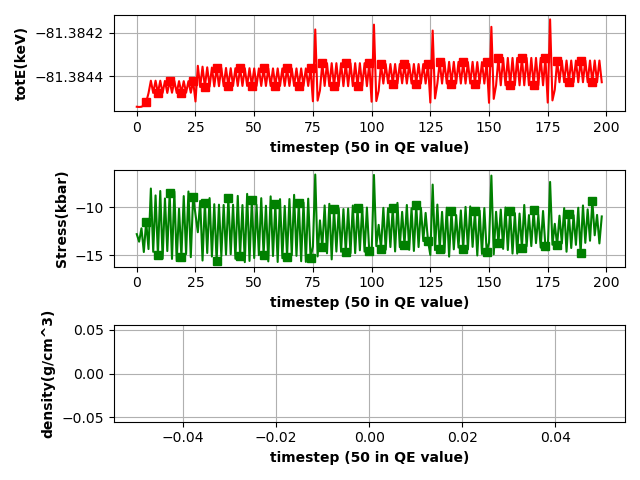 totE(keV)
−81.3842
−81.3844
0 25 50 75 100 125 150 175 200
timestep (50 in QE value)
Stress(kbar)
−10
−15
0 25 50 75 100 125 150 175 200
timestep (50 in QE value)
density(g/cm^3)
0.05
0.00
−0.05
−0.04 −0.02 0.00 0.02 0.04
timestep (50 in QE value)